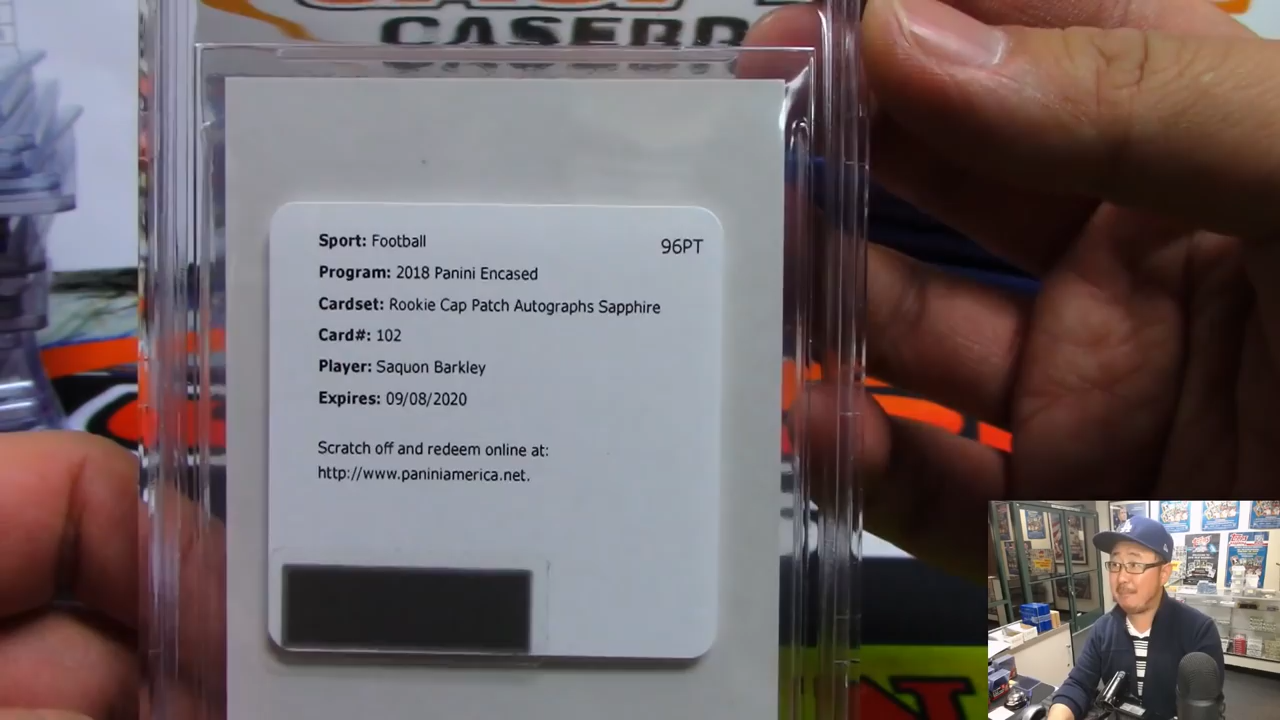 CASEBR
Sport: Football
96PT
Program: 2018 Panini Encased
Cardset: Rookie Cap Patch Autographs Sapphire
Card#: 102
Player: Saquon Barkley
Expires: 09/08/2020
Scratch off and redeem online at:
http://www.paniniamerica.net.